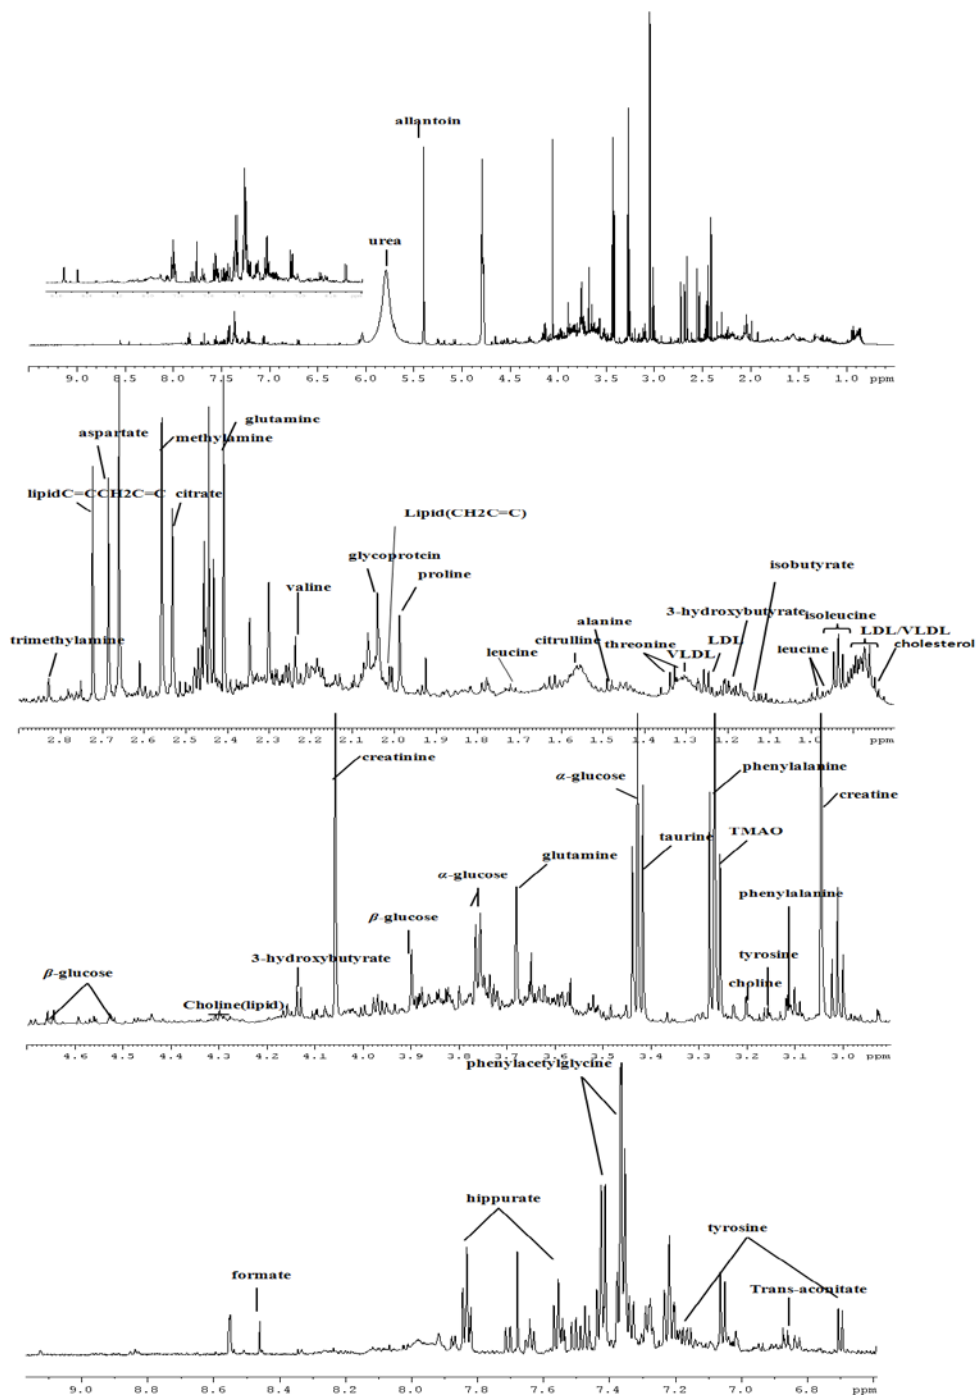 allantoin
urea
9.0 8.5 8.0 7.5 7.0 6.5 6.0 5.5 5.0 4.5 4.0 3.5 3.0 2.5 2.0 1.5 1.0 ppm
glutamine
aspartate methylamine
lipidC=CCH2C=C citrate
Lipid(CH2C=C)
glycoprotein isobutyrate
valine proline 3-hydroxybutyrate isoleucine
alanine LDL LDL/VLDL
trimethylamine citrulline threonine VLDL cholesterol
leucine leucine
2.8 2.7 2.6 2.5 2.4 2.3 2.2 2.1 2.0 1.9 1.8 1.7 1.6 1.5 1.4 1.3 1.2 1.1 1.0 ppm
creatinine phenylalanine
α-glucose creatine
taurine TMAO
glutamine
α-glucose phenylalanine
β-glucose
3-hydroxybutyrate tyrosine
β-glucose choline
Choline(lipid)
4.6 4.5 4.4 4.3 4.2 4.1 4.0 3.9 3.8 3.7 3.6 3.5 3.4 3.3 3.2 3.1 3.0 ppm
phenylacetylglycine
hippurate
tyrosine
formate Trans-aconitate
9.0 8.8 8.6 8.4 8.2 8.0 7.8 7.6 7.4 7.2 7.0 6.8 ppm